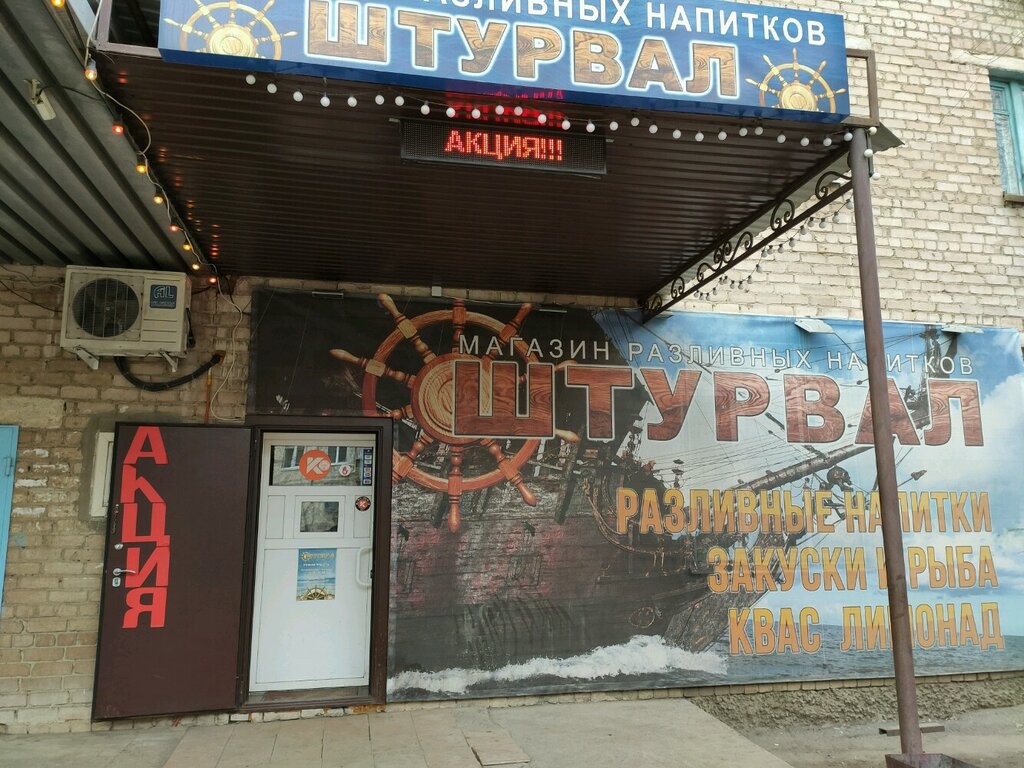 РАЗЛИВНЫХ НАПИТКОВ
ШТУРВАЛ
АКЦИЯ!!!
МАГАЗИН РАЗЛИВНЫХ НАПИТКОВ
ШТУРВАЛ
РАЗЛИВНЫЕ НАПИТКИ
ЗАКУСКИ И РЫБА
КВАС ЛИМОНАД
АКЦИЯ